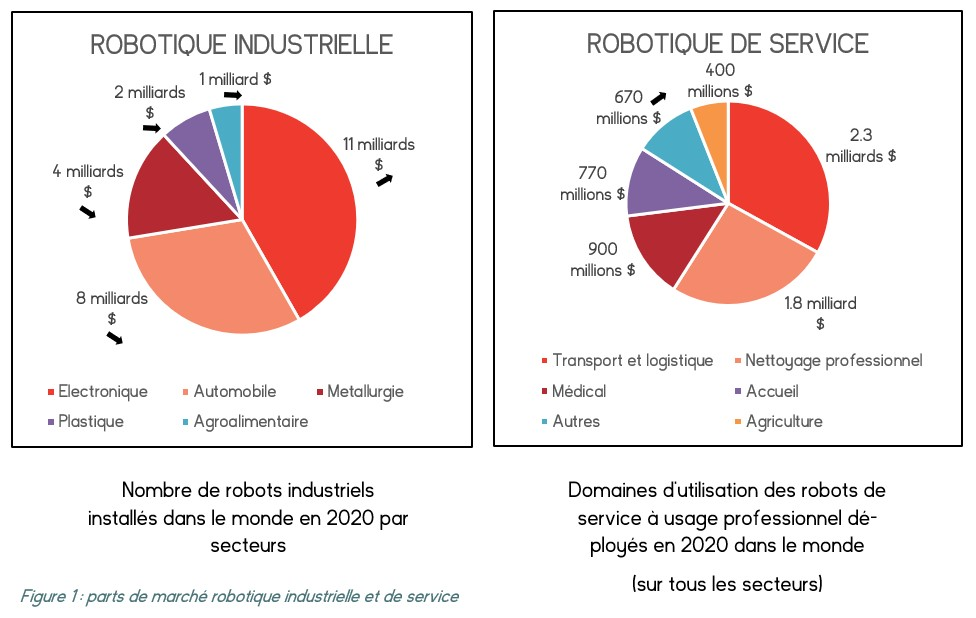 ROBOTIQUE INDUSTRIELLE
1 milliard $
2 milliards
$
11 milliards
$
4 milliards
$
8 milliards
$
Electronique
Automobile
Metallurgie
Plastique
Agroalimentaire
Nombre de robots industriels
installés dans le monde en 2020 par
secteurs
Figure 1 : parts de marché robotique industrielle et de service
ROBOTIQUE DE SERVICE
400
millions $
670
millions $
2.3
milliards $
770
millions $
900
millions $
1.8 milliard
$
Transport et logistique
Nettoyage professionnel
Médical
Accueil
Autres
Agriculture
Domaines d'utilisation des robots de
service à usage professionnel dé-
ployés en 2020 dans le monde
(sur tous les secteurs)